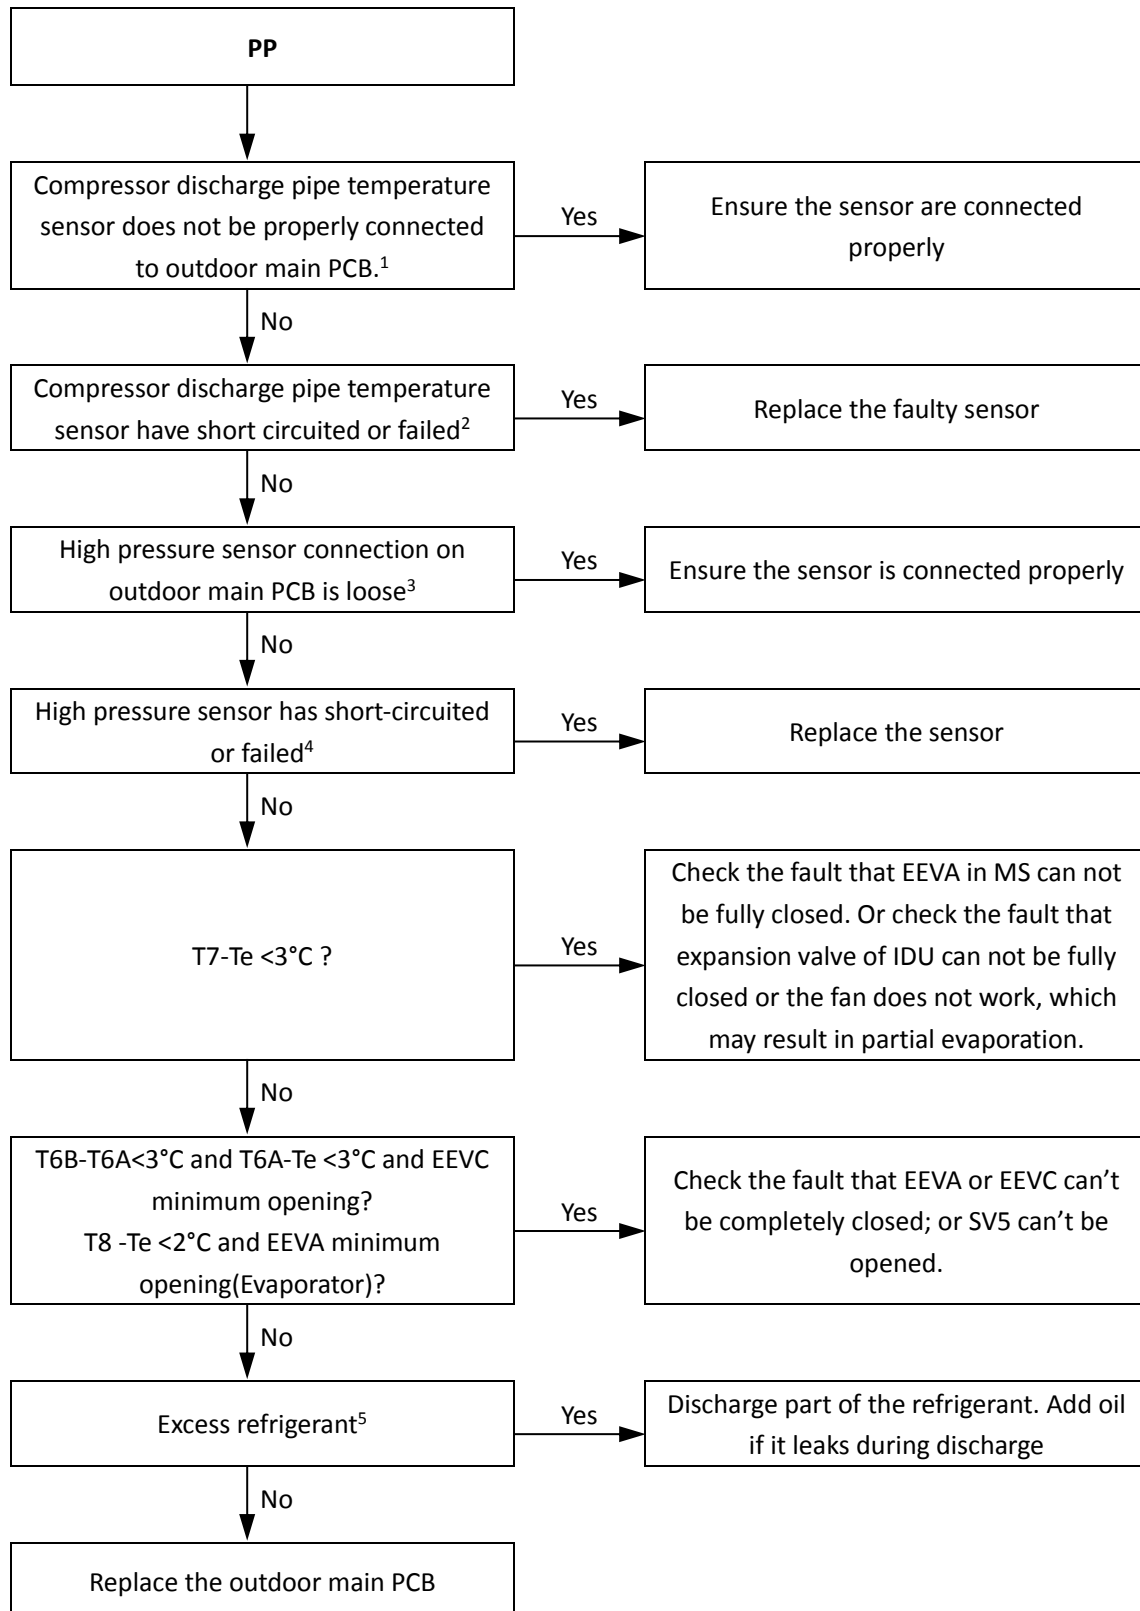 PP
Compressor discharge pipe temperature
sensor does not be properly connected
to outdoor main PCB.1
Yes
Ensure the sensor are connected
properly
No
Compressor discharge pipe temperature
sensor have short circuited or failed2
Yes
Replace the faulty sensor
No
High pressure sensor connection on
outdoor main PCB is loose3
Yes
Ensure the sensor is connected properly
No
High pressure sensor has short-circuited
or failed4
Yes
Replace the sensor
No
T7-Te <3°C ?
Yes
Check the fault that EEVA in MS can not
be fully closed. Or check the fault that
expansion valve of IDU can not be fully
closed or the fan does not work, which
may result in partial evaporation.
No
T6B-T6A<3°C and T6A-Te <3°C and EEVC
minimum opening?
T8 -Te <2°C and EEVA minimum
opening(Evaporator)?
Yes
Check the fault that EEVA or EEVC can’t
be completely closed; or SV5 can’t be
opened.
No
Excess refrigerant5
Yes
Discharge part of the refrigerant. Add oil
if it leaks during discharge
No
Replace the outdoor main PCB